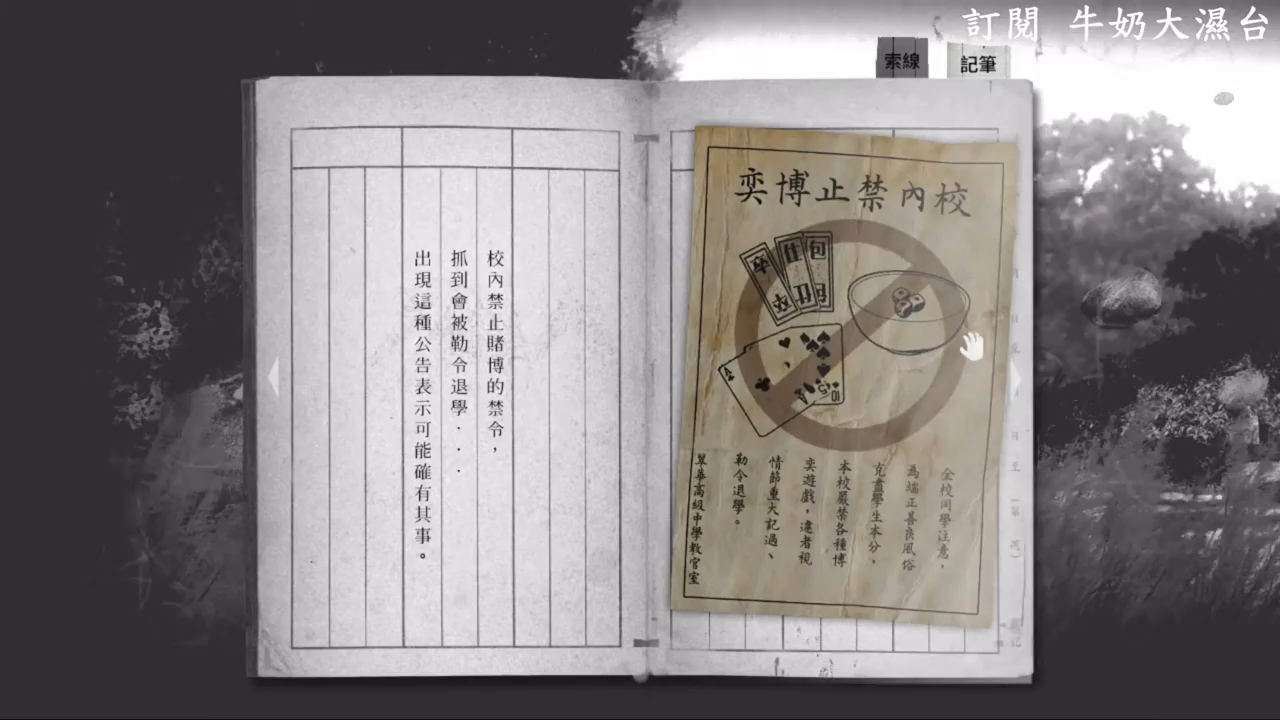 訂閱 牛奶大濕台
線索
筆記
校內禁止賭博的禁令，
抓到會被勒令退學...
出現這種公告表示可能確有其事。
校內禁止博奕
包
仕
卒
全校同學注意，
為端正善良風俗
克盡學生本分，
本校嚴禁各種博
奕遊戲，違者視
情節重大記過、
勒令退學。
翠華高級中學教官室